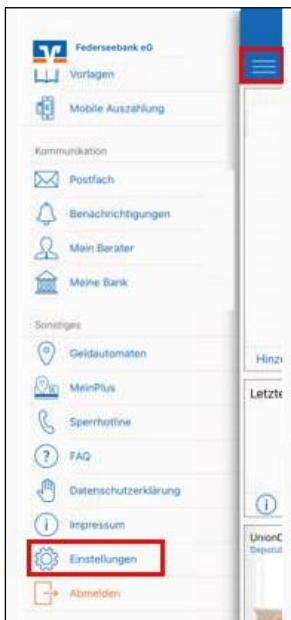 Federseebank eG
Vorlagen
Mobile Auszahlung
Kommunikation
Postfach
Benachrichtigungen
Mein Berater
Meine Bank
Sonstiges
Geldautomaten
MeinPlus
Sperrhotline
FAQ
Datenschutzerklärung
Impressum
Einstellungen
Abmelden
Hinz
Letzte
UnionD